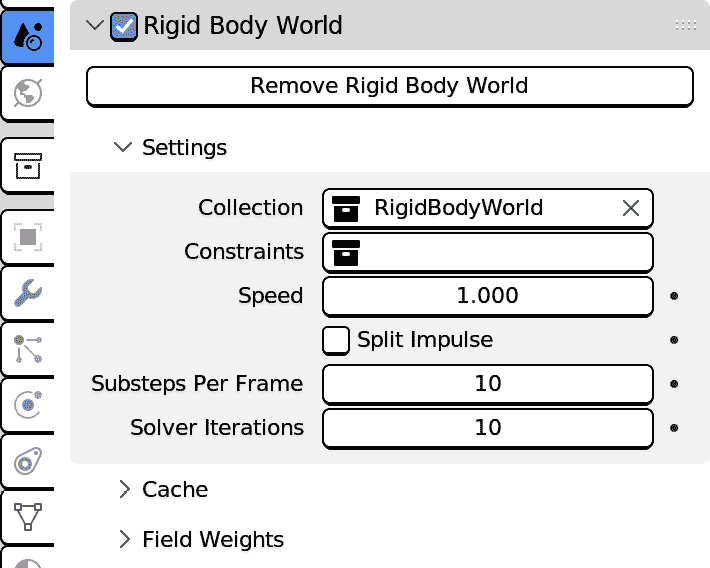 Rigid Body World
Remove Rigid Body World
Settings
Collection RigidBodyWorld
Constraints
Speed 1.000
Split Impulse
Substeps Per Frame 10
Solver Iterations 10
Cache
Field Weights